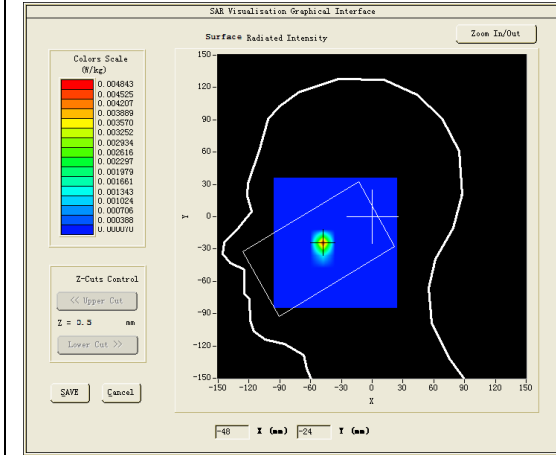 SAR Visualisation Graphical Interface
Surface Radiated Intensity
Zoom In/Out
Colors Scale
(W/kg)
0.004843
0.004525
0.004207
0.003889
0.003570
0.003252
0.002934
0.002616
0.002297
0.001979
0.001661
0.001343
0.001024
0.000706
0.000388
0.000070
150
120
90
60
30
0
-30
-60
-90
-120
-150
Y
-150 -120 -90 -60 -30 0 30 60 90 120 150
X
Z-Cuts Control
<< Upper Cut
Z = 0.5 mm
Lower Cut >>
SAVE Cancel
-48 X (mm) -24 Y (mm)